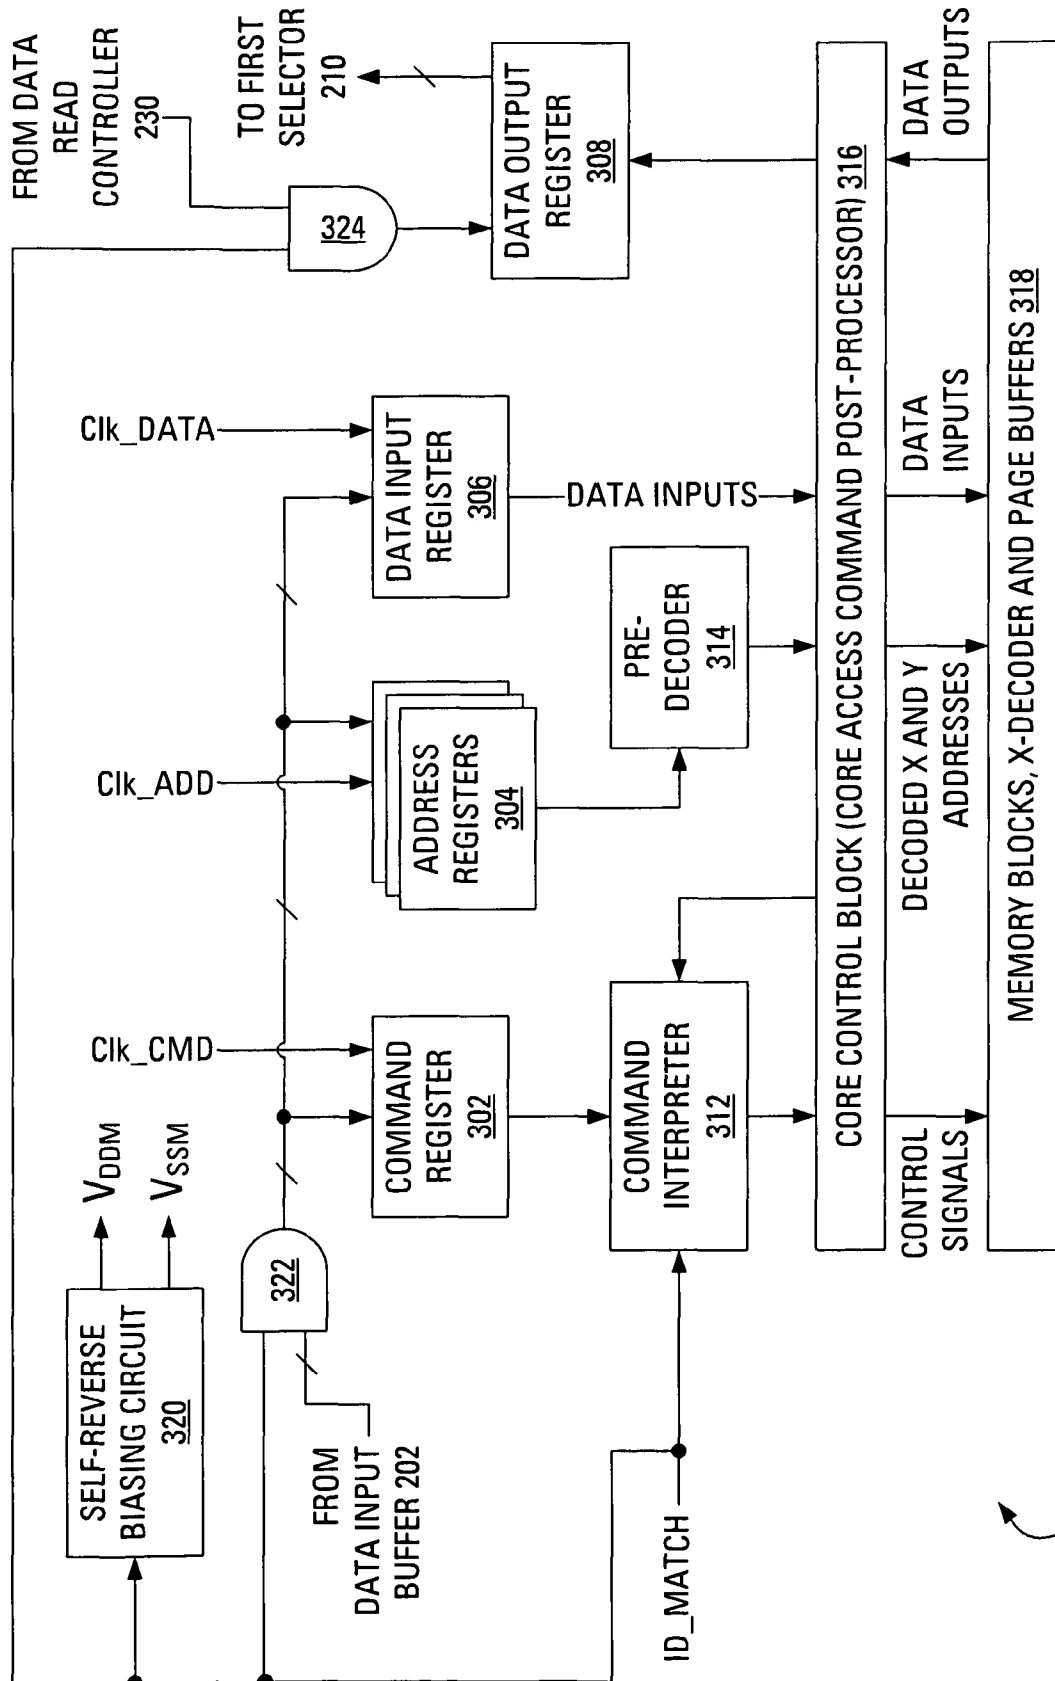 SELF-REVERSE
BIASING CIRCUIT
320
VDDM
VSSM
FROM
DATA INPUT
BUFFER 202
322
ID_MATCH
Clk_CMD
COMMAND
REGISTER
302
COMMAND
INTERPRETER
312
Clk_ADD
ADDRESS
REGISTERS
304
PRE-
DECODER
314
Clk_DATA
DATA INPUT
REGISTER
306
DATA INPUTS
FROM DATA
READ
CONTROLLER
230
324
TO FIRST
SELECTOR
210
DATA OUTPUT
REGISTER
308
CORE CONTROL BLOCK (CORE ACCESS COMMAND POST-PROCESSOR) 316
CONTROL
SIGNALS
DECODED X AND Y
ADDRESSES
DATA
INPUTS
DATA
OUTPUTS
MEMORY BLOCKS, X-DECODER AND PAGE BUFFERS 318